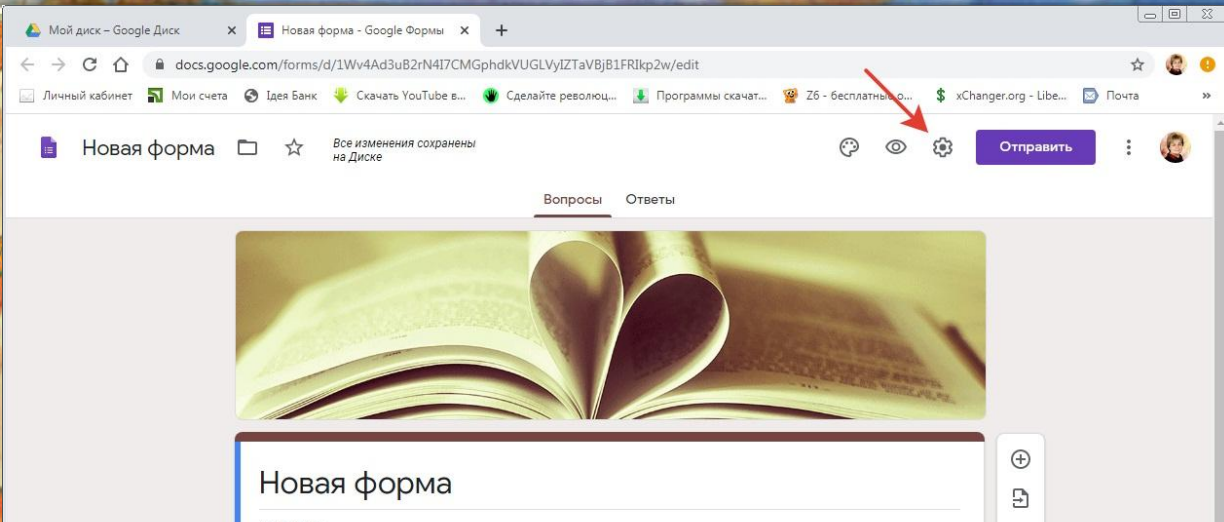 Мой диск – Google Диск
Новая форма - Google Формы
docs.google.com/forms/d/1Wv4Ad3uB2rN4I7CMGphdkVUGLVyIZTaVBjB1FRIkp2w/edit
Личный кабинет Мои счета Ідея Банк Скачать YouTube в... Сделайте революц... Программы скачат... Z6 - бесплатные о... xChanger.org - Libe... Почта »
Новая форма
Все изменения сохранены
на Диске
Отправить
Вопросы Ответы
Новая форма